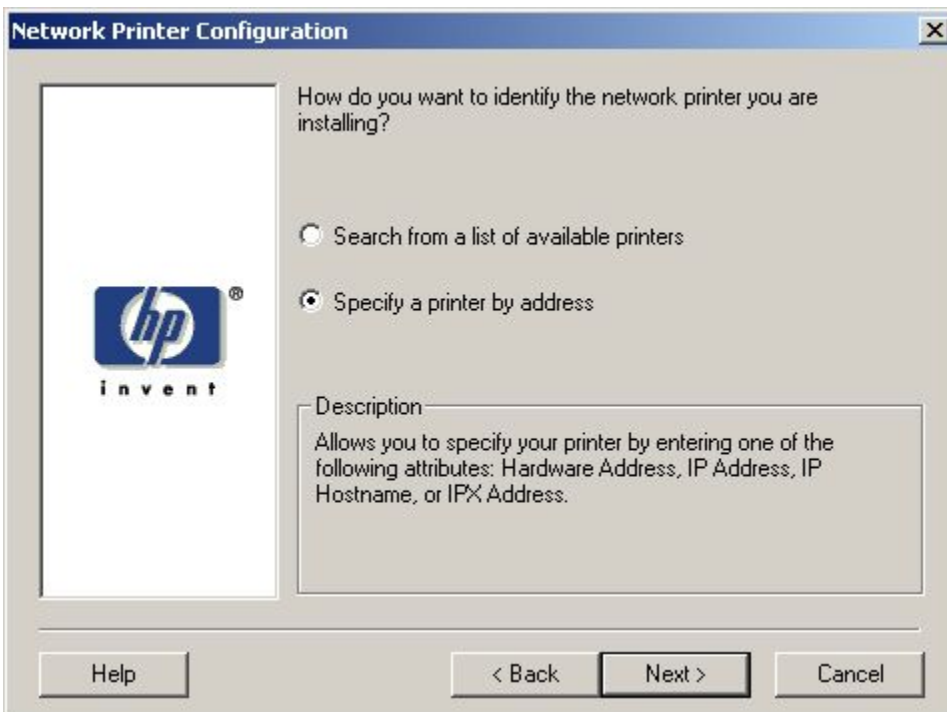 Network Printer Configuration
How do you want to identify the network printer you are
installing?
Search from a list of available printers
Specify a printer by address
hp ®
invent
Description
Allows you to specify your printer by entering one of the
following attributes: Hardware Address, IP Address, IP
Hostname, or IPX Address.
Help
< Back
Next >
Cancel